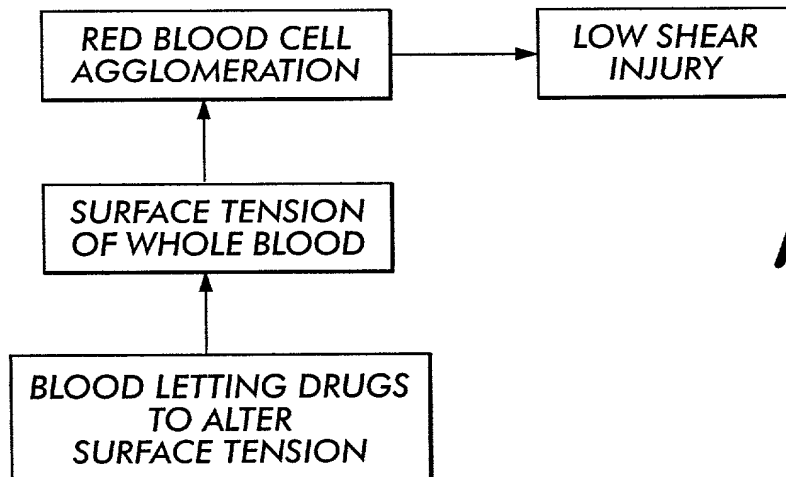 RED BLOOD CELL
AGGLOMERATION
LOW SHEAR
INJURY
SURFACE TENSION
OF WHOLE BLOOD
BLOOD LETTING DRUGS
TO ALTER
SURFACE TENSION